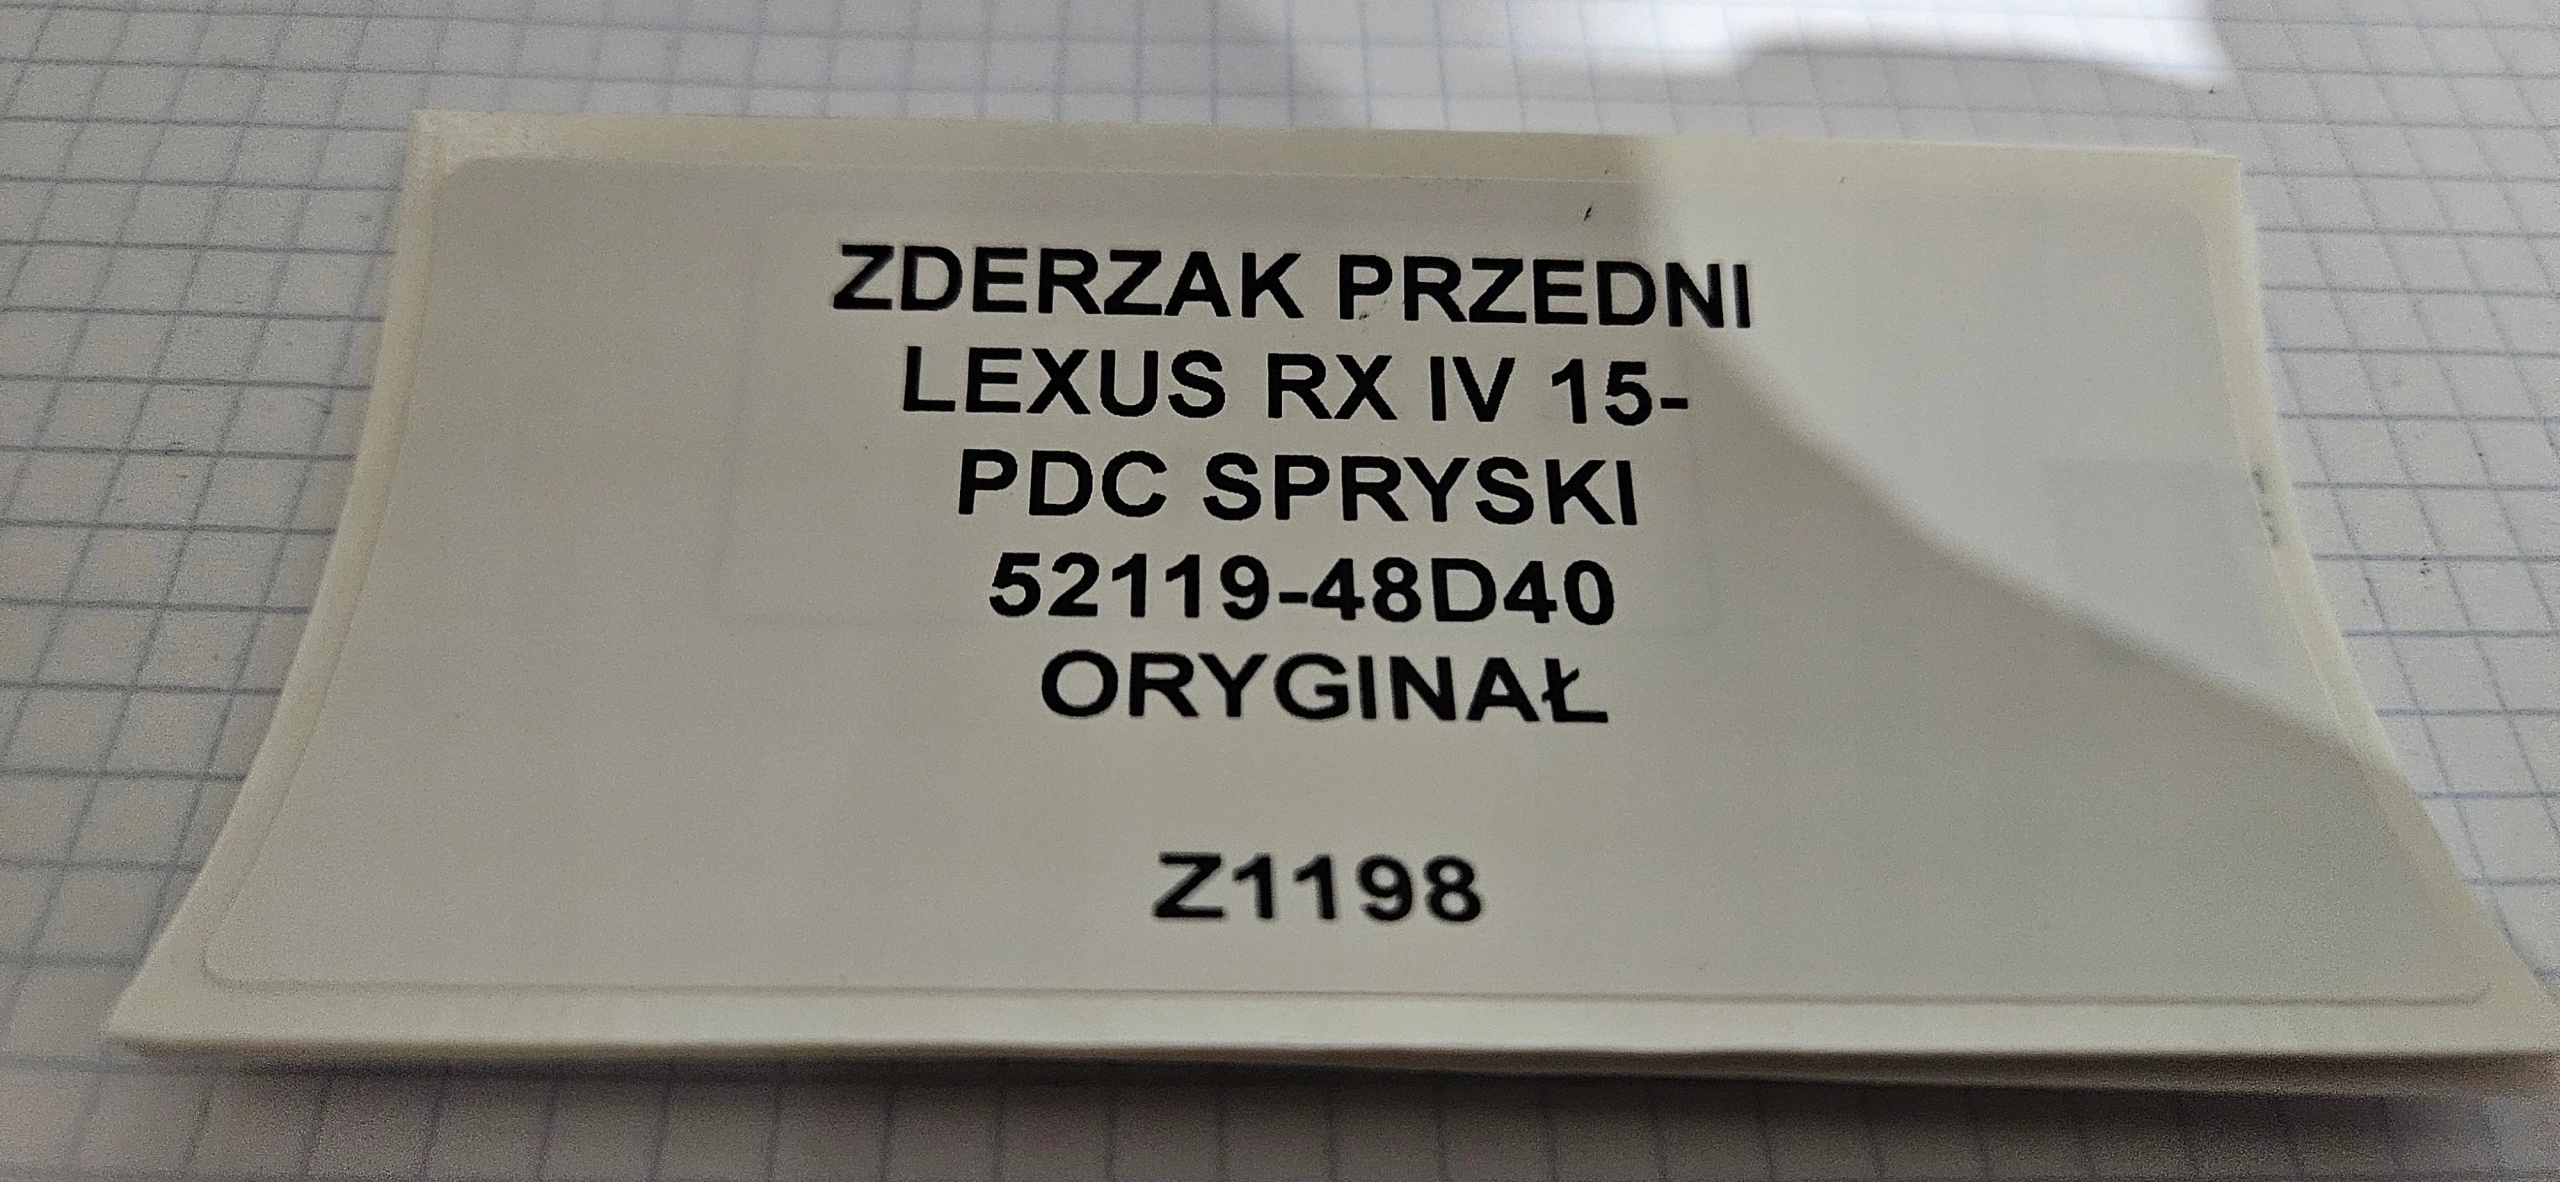 ZDERZAK PRZEDNI
LEXUS RX IV 15-
PDC SPRYSKI
52119-48D40
ORYGINAŁ
Z1198